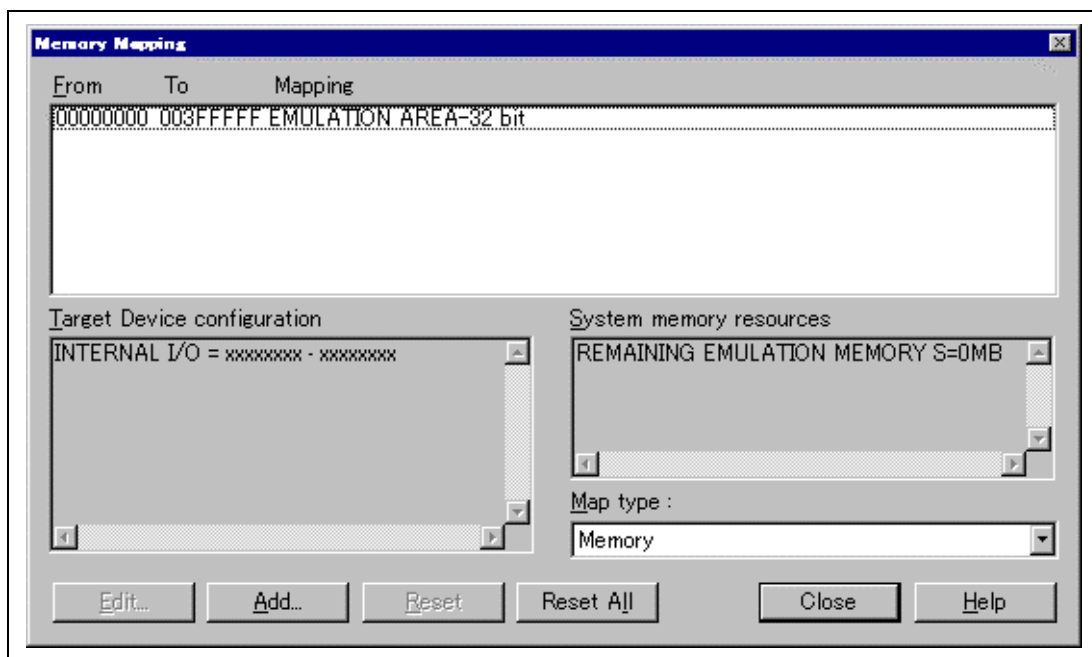 Memory Mapping
From To Mapping
00000000 003FFFFF EMULATION AREA-32 bit
Target Device configuration
INTERNAL I/O = xxxxxxxx - xxxxxxxx
System memory resources
REMAINING EMULATION MEMORY S=0MB
Map type :
Memory
Edit... Add... Reset Reset All Close Help